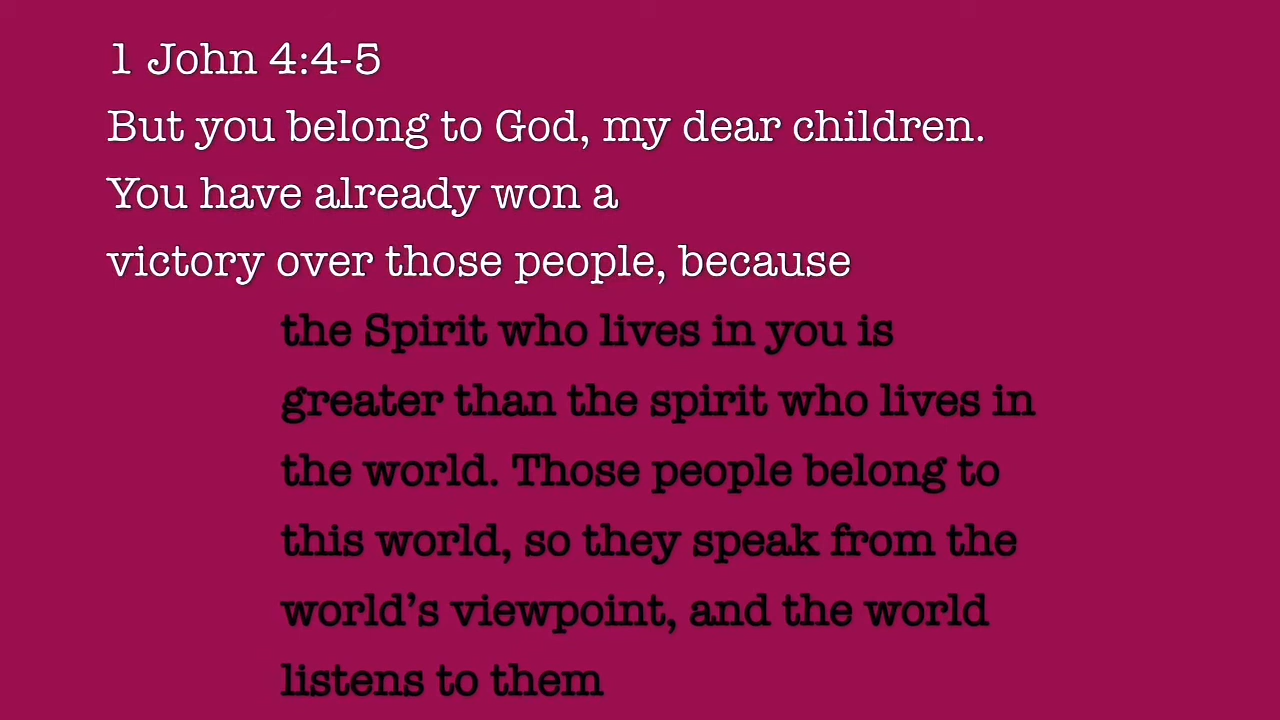 1 John 4:4-5
But you belong to God, my dear children.
You have already won a
victory over those people, because
the Spirit who lives in you is
greater than the spirit who lives in
the world. Those people belong to
this world, so they speak from the
world’s viewpoint, and the world
listens to them